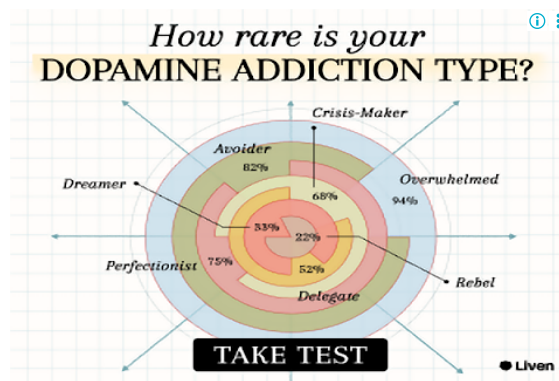 How rare is your
DOPAMINE ADDICTION TYPE?
Crisis-Maker
Avoider
82%
Dreamer
68%
Overwhelmed
94%
33%
22%
Perfectionist
75%
52%
Rebel
Delegate
TAKE TEST
Liven